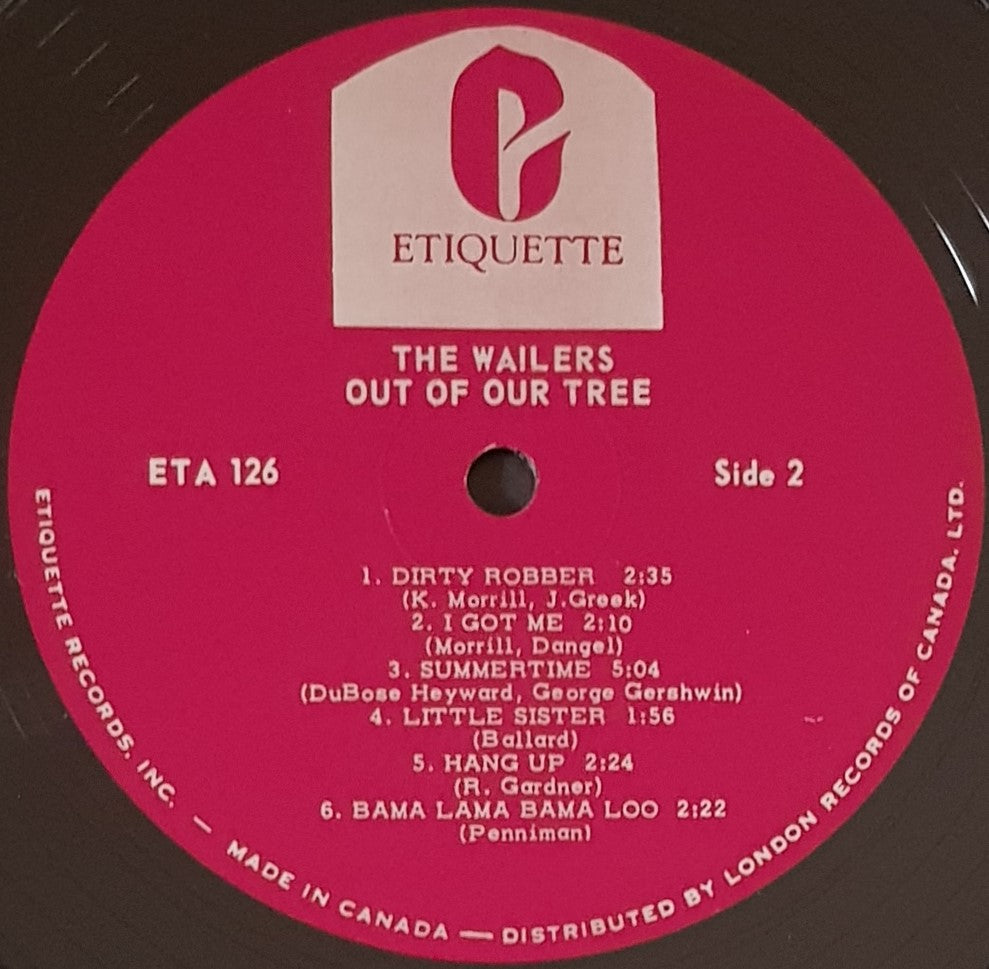 ETIQUETTE
THE WAILERS
OUT OF OUR TREE
ETA 126
Side 2
1. DIRTY ROBBER 2:35
(K. Morrill, J.Greek)
2. I GOT ME 2:10
(Morrill, Dangel)
3. SUMMERTIME 5:04
(DuBose Heyward, George Gershwin)
4. LITTLE SISTER 1:56
(Ballard)
5. HANG UP 2:24
(R. Gardner)
6. BAMA LAMA BAMA LOO 2:22
(Penniman)
ETIQUETTE RECORDS, INC. — MADE IN CANADA — DISTRIBUTED BY LONDON RECORDS OF CANADA. LTD.